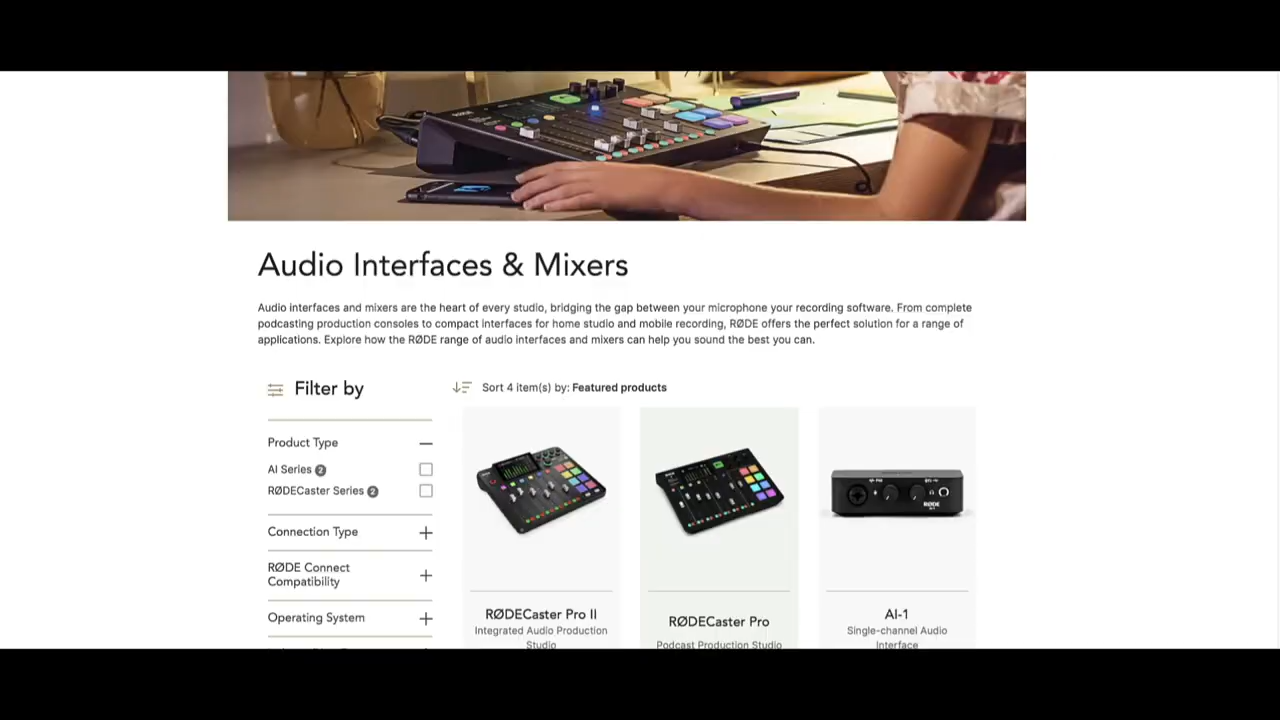 RØDE
Audio Interfaces & Mixers
Audio interfaces and mixers are the heart of every studio, bridging the gap between your microphone your recording software. From complete
podcasting production consoles to compact interfaces for home studio and mobile recording, RØDE offers the perfect solution for a range of
applications. Explore how the RØDE range of audio interfaces and mixers can help you sound the best you can.
Filter by
Sort 4 item(s) by: Featured products
Product Type
AI Series 2
RØDECaster Series 2
Connection Type
RØDE Connect
Compatibility
Operating System
RØDE
RØDECaster Pro II
Integrated Audio Production
Studio
RØDECaster Pro
Podcast Production Studio
AI-1
Single-channel Audio
Interface